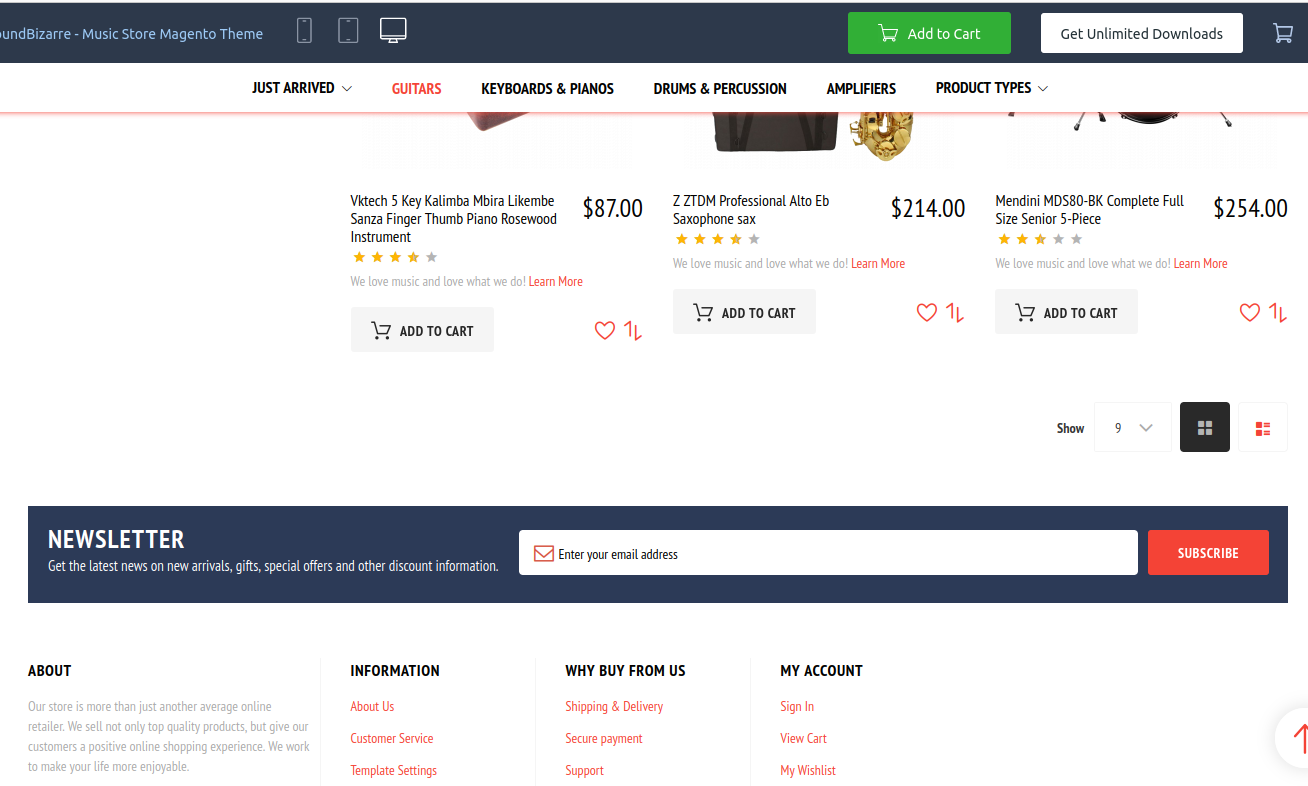 oundBizarre - Music Store Magento Theme
Add to Cart
Get Unlimited Downloads
JUST ARRIVED
GUITARS
KEYBOARDS & PIANOS
DRUMS & PERCUSSION
AMPLIFIERS
PRODUCT TYPES
Vktech 5 Key Kalimba Mbira Likembe
Sanza Finger Thumb Piano Rosewood
Instrument
$87.00
We love music and love what we do! Learn More
ADD TO CART
Z ZTDM Professional Alto Eb
Saxophone sax
$214.00
We love music and love what we do! Learn More
ADD TO CART
Mendini MDS80-BK Complete Full
Size Senior 5-Piece
$254.00
We love music and love what we do! Learn More
ADD TO CART
Show
9
NEWSLETTER
Get the latest news on new arrivals, gifts, special offers and other discount information.
Enter your email address
SUBSCRIBE
ABOUT
Our store is more than just another average online
retailer. We sell not only top quality products, but give our
customers a positive online shopping experience. We work
to make your life more enjoyable.
INFORMATION
About Us
Customer Service
Template Settings
WHY BUY FROM US
Shipping & Delivery
Secure payment
Support
MY ACCOUNT
Sign In
View Cart
My Wishlist